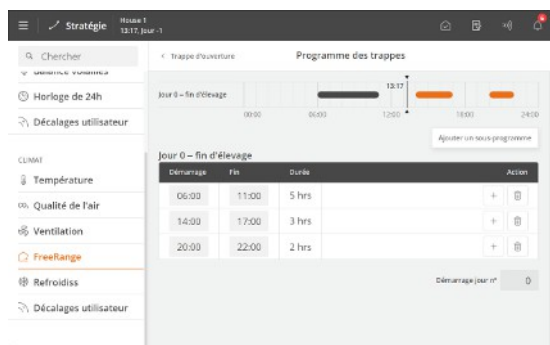 Stratégie
House 1
13:17, Jour -1
Chercher
Balance volailles
Horloge de 24h
Décalages utilisateur
CLIMAT
Température
Qualité de l'air
Ventilation
FreeRange
Refroidiss
Décalages utilisateur
< Trappe d'ouverture
Programme des trappes
Jour 0 – fin d'élevage
13:17
00:00 06:00 12:00 18:00 24:00
Ajouter un sous-programme
Jour 0 – fin d'élevage
Démarrage Fin Durée Action
06:00 11:00 5 hrs +
14:00 17:00 3 hrs +
20:00 22:00 2 hrs +
Démarrage jour n° 0